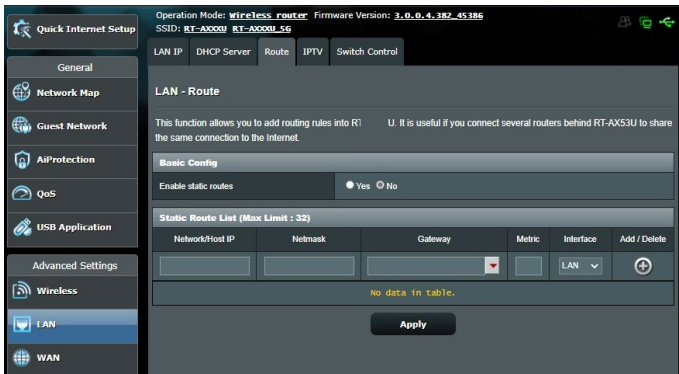 Operation Mode: Wireless router Firmware Version: 3.0.0.4.382_45386
SSID: RT-AXXXU RT-AXXXU_5G
Quick Internet Setup
General
Network Map
Guest Network
AiProtection
QoS
USB Application
Advanced Settings
Wireless
LAN
WAN
LAN IP DHCP Server Route IPTV Switch Control
LAN - Route
This function allows you to add routing rules into RT U. It is useful if you connect several routers behind RT-AX53U to share
the same connection to the Internet.
Basic Config
Enable static routes Yes No
Static Route List (Max Limit : 32)
Network/Host IP Netmask Gateway Metric Interface Add / Delete
LAN
No data in table.
Apply